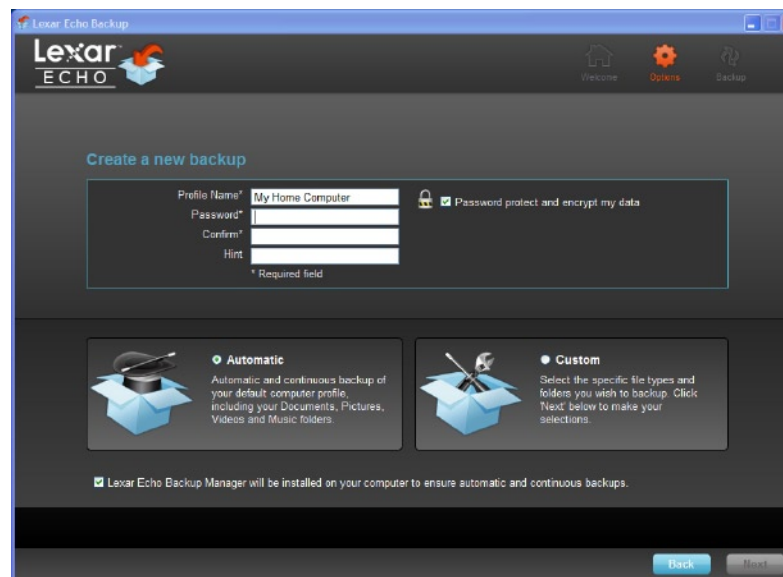 Lexar Echo Backup
Lexar
ECHO
Welcome
Options
Backup
Create a new backup
Profile Name*
My Home Computer
Password protect and encrypt my data
Password*
Confirm*
Hint
* Required field
Automatic
Automatic and continuous backup of
your default computer profile,
including your Documents, Pictures,
Videos and Music folders.
Custom
Select the specific file types and
folders you wish to backup. Click
'Next' below to make your
selections.
Lexar Echo Backup Manager will be installed on your computer to ensure automatic and continuous backups.
Back
Next